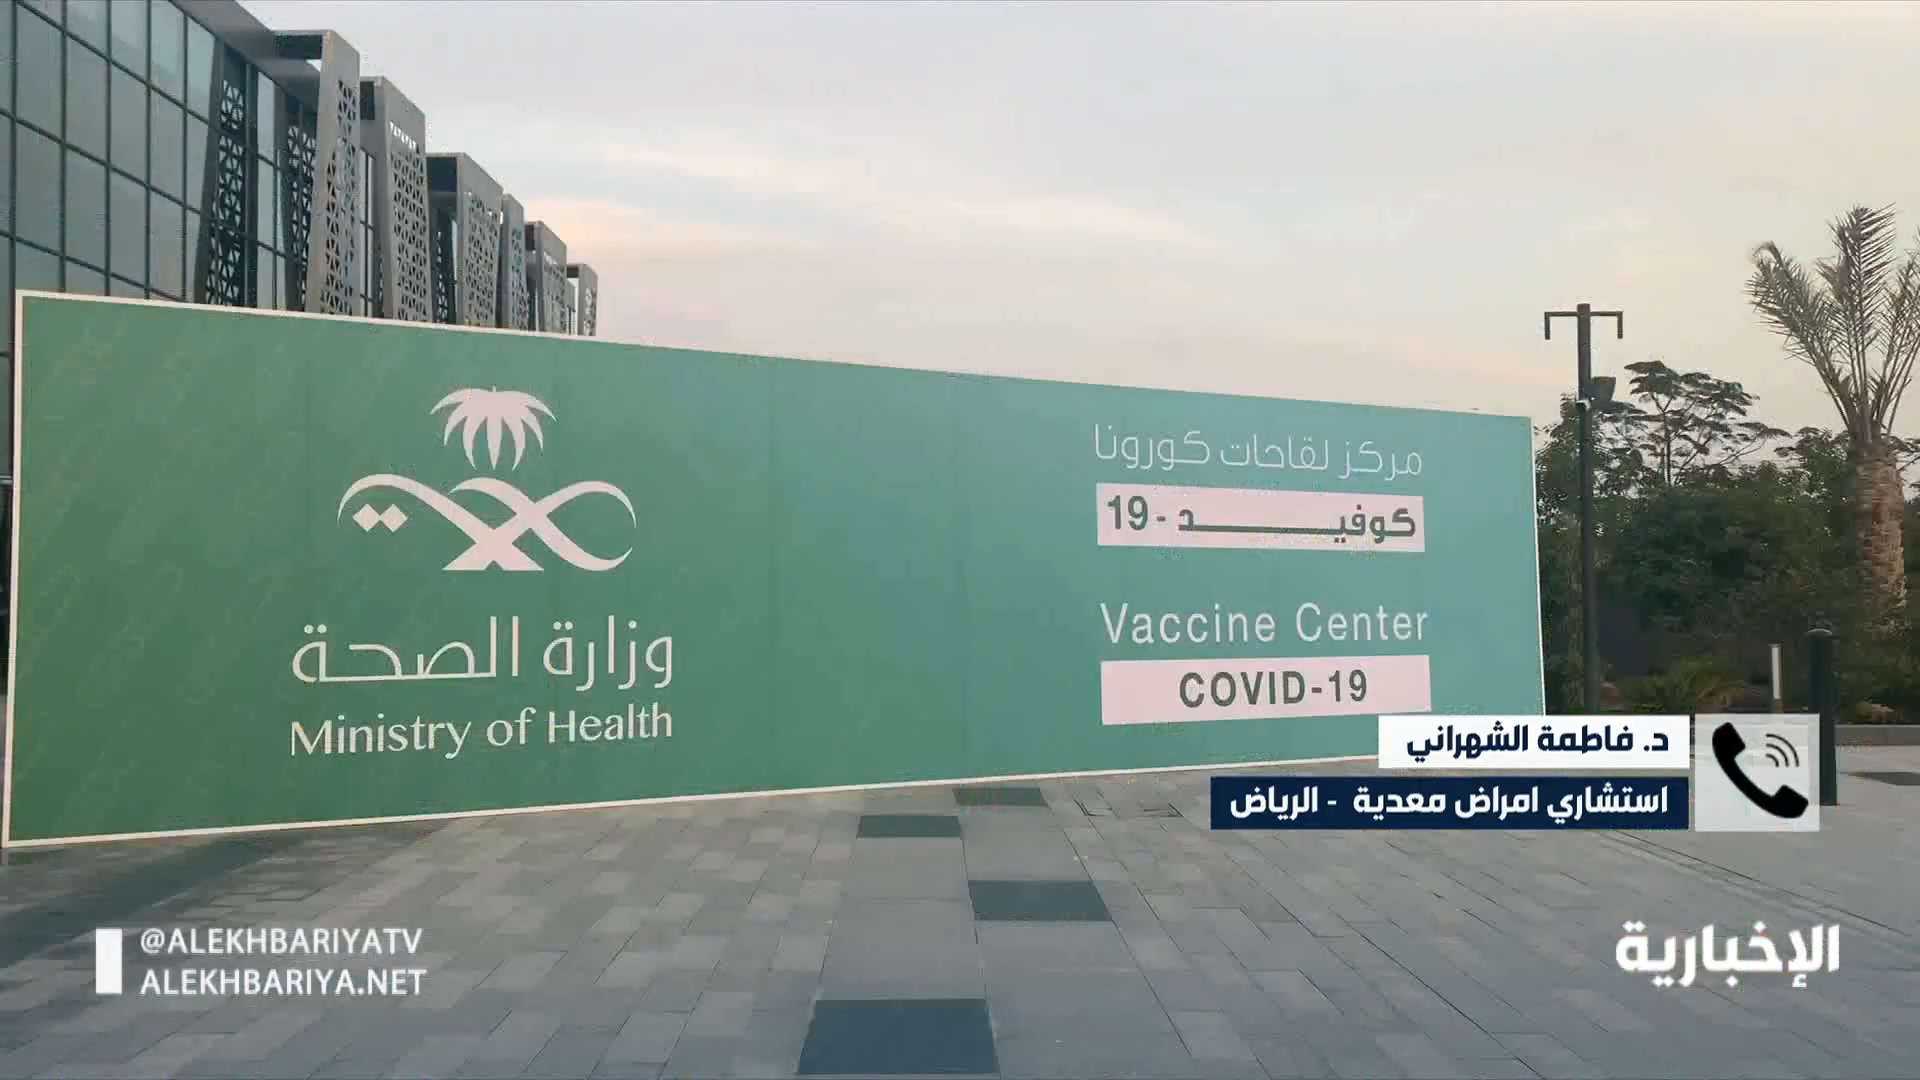 مركز لقاحات كورونا
كوفيد - 19
Vaccine Center
COVID-19
وزارة الصحة
Ministry of Health
د. فاطمة الشهراني
استشاري امراض معدية - الرياض
@ALEKHBARIYATV
ALEKHBARIYA.NET
الإخبارية